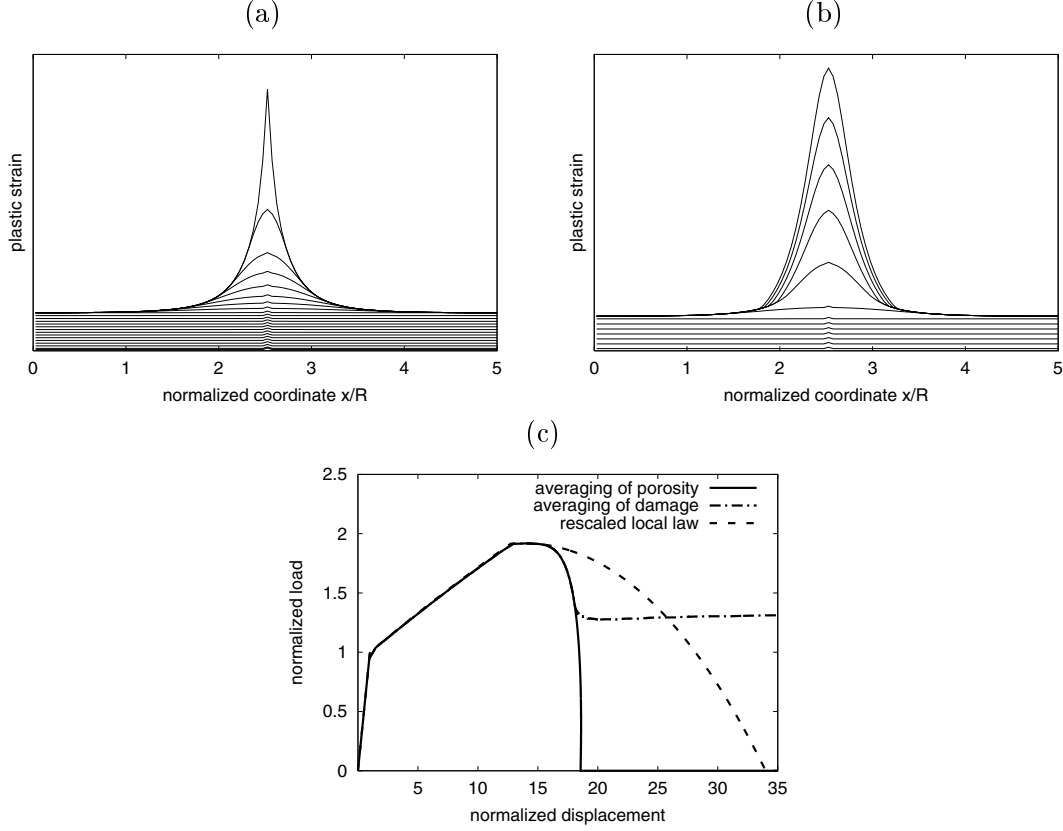 (a)
plastic strain
0 1 2 3 4 5
normalized coordinate x/R
(b)
plastic strain
0 1 2 3 4 5
normalized coordinate x/R
(c)
normalized load
2.5
2
1.5
1
0.5
0
averaging of porosity
averaging of damage
rescaled local law
5 10 15 20 25 30 35
normalized displacement